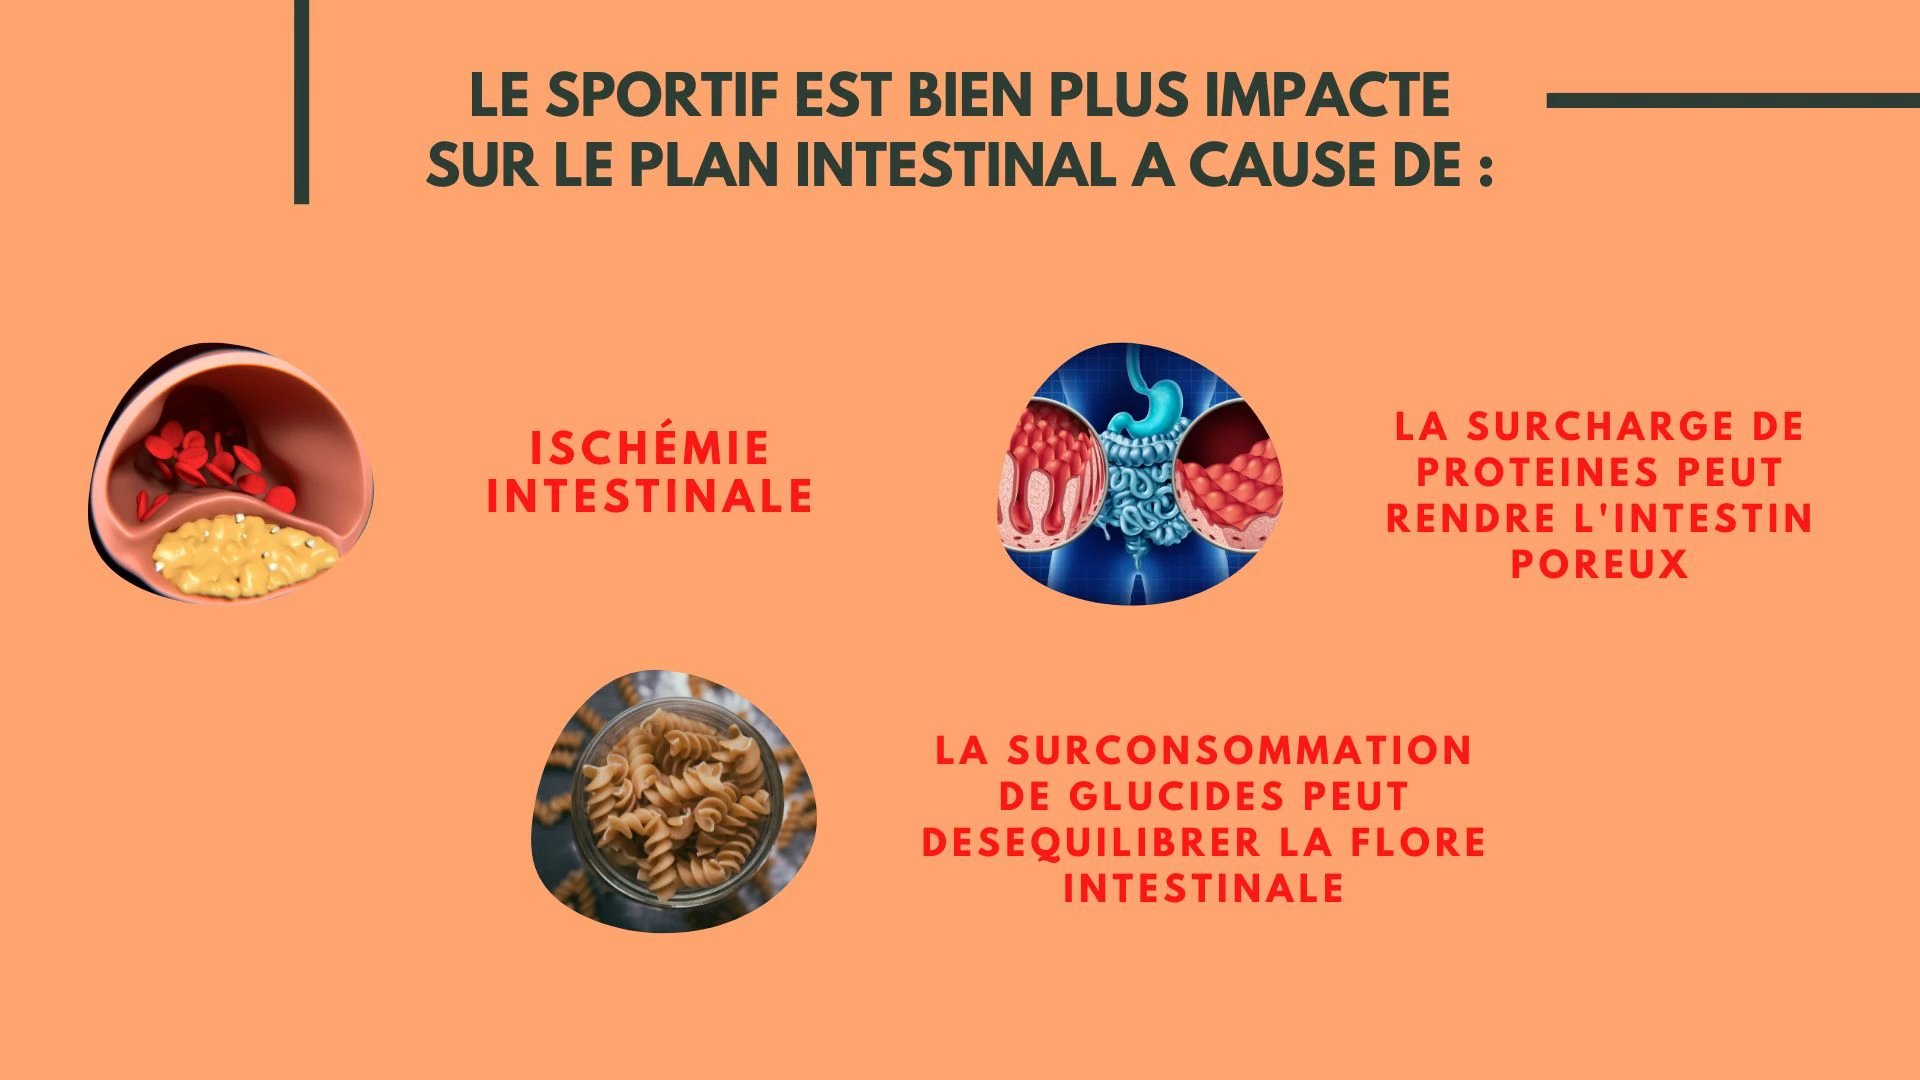 LE SPORTIF EST BIEN PLUS IMPACTE
SUR LE PLAN INTESTINAL A CAUSE DE :
ISCHÉMIE
INTESTINALE
LA SURCHARGE DE
PROTEINES PEUT
RENDRE L'INTESTIN
POREUX
LA SURCONSOMMATION
DE GLUCIDES PEUT
DESEQUILIBRER LA FLORE
INTESTINALE